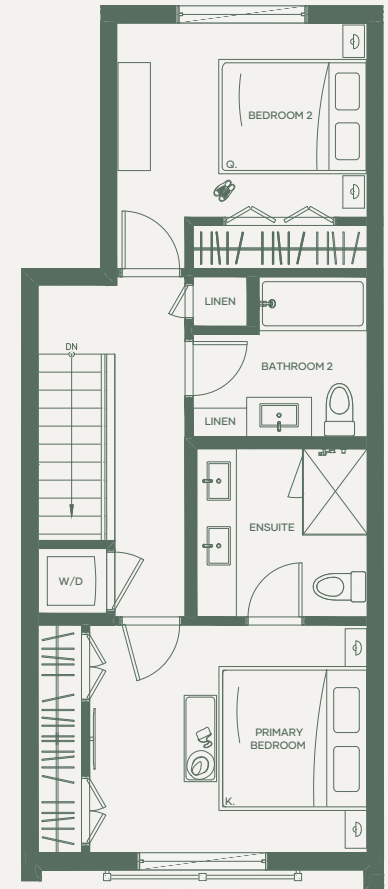 BEDROOM 2
Q.
LINEN
DN
BATHROOM 2
LINEN
ENSUITE
W/D
PRIMARY
BEDROOM
K.